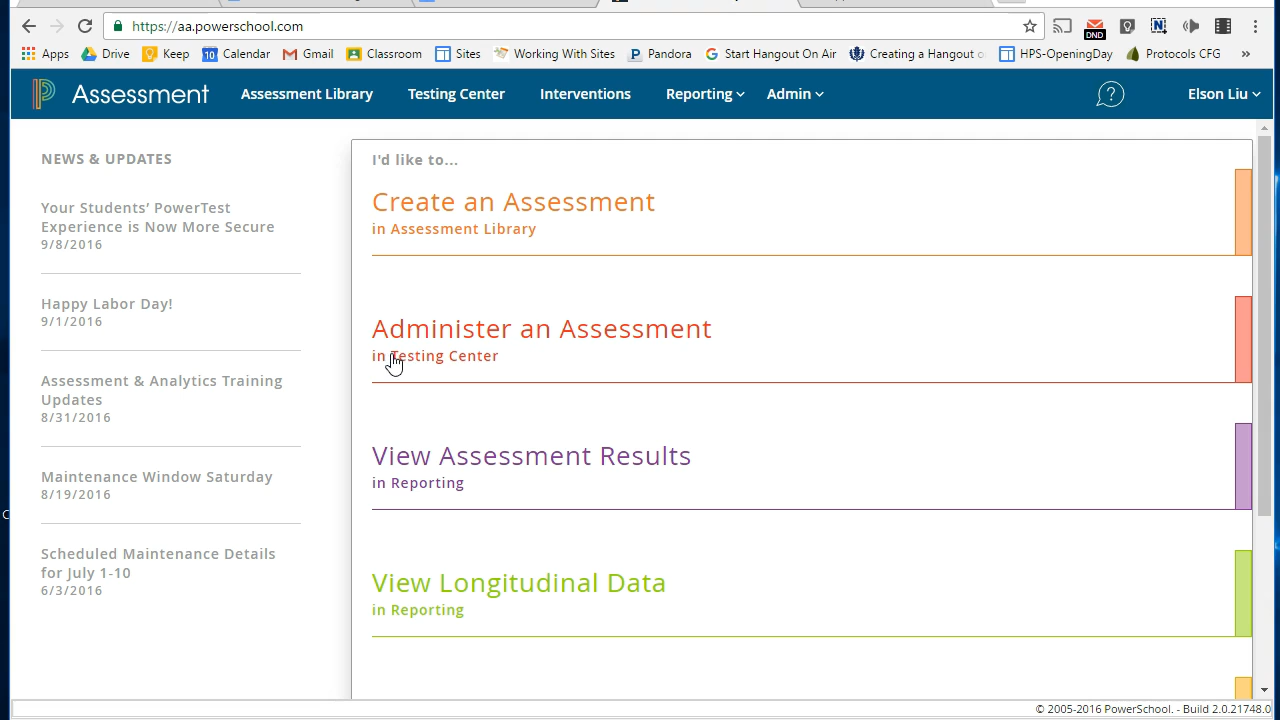 https://aa.powerschool.com
DND
Apps Drive Keep 10 Calendar Gmail Classroom Sites Working With Sites Pandora Start Hangout On Air Creating a Hangout HPS-OpeningDay Protocols CFG »
Assessment Assessment Library Testing Center Interventions Reporting Admin ? Elson Liu
NEWS & UPDATES
Your Students' PowerTest
Experience is Now More Secure
9/8/2016
Happy Labor Day!
9/1/2016
Assessment & Analytics Training
Updates
8/31/2016
Maintenance Window Saturday
8/19/2016
Scheduled Maintenance Details
for July 1-10
6/3/2016
I'd like to...
Create an Assessment
in Assessment Library
Administer an Assessment
in Testing Center
View Assessment Results
in Reporting
View Longitudinal Data
in Reporting
© 2005-2016 PowerSchool. - Build 2.0.21748.0